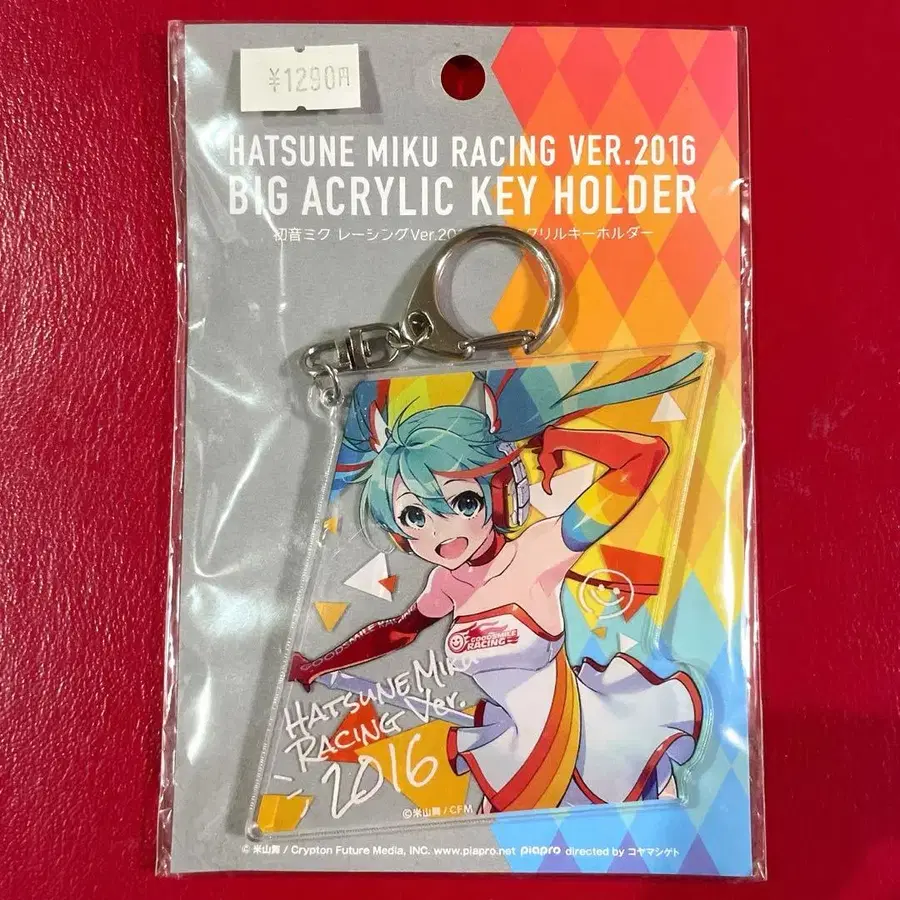 ¥1290円
HATSUNE MIKU RACING VER.2016
BIG ACRYLIC KEY HOLDER
初音ミク レーシングVer.201 クリルキーホルダー
GOODSMILE
RACING
GOODSMILE RACING
HATSUNE MIKU
RACING Ver.
2016
©米山舞 / CFM
© 米山舞 / Crypton Future Media, INC. www.piapro.net piapro directed by コヤマシゲト